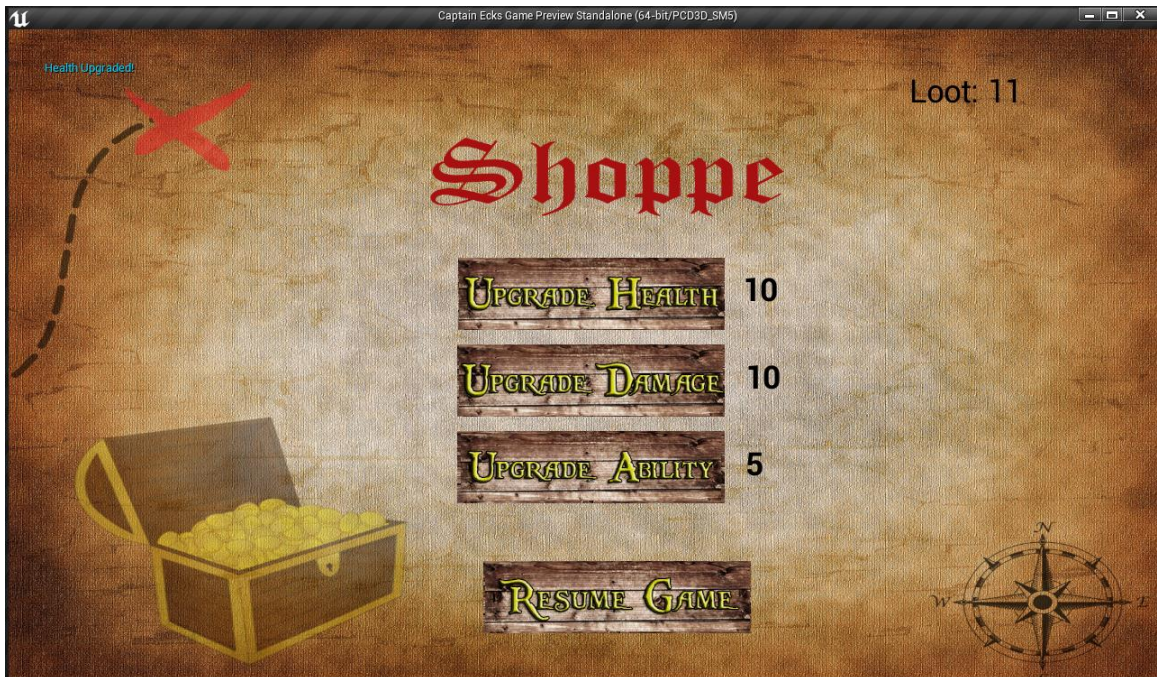 Captain Ecks Game Preview Standalone (64-bit/PCD3D_SM5)
Health Upgraded!
Loot: 11
Shoppe
Upgrade Health 10
Upgrade Damage 10
Upgrade Ability 5
Resume Game
N
W E